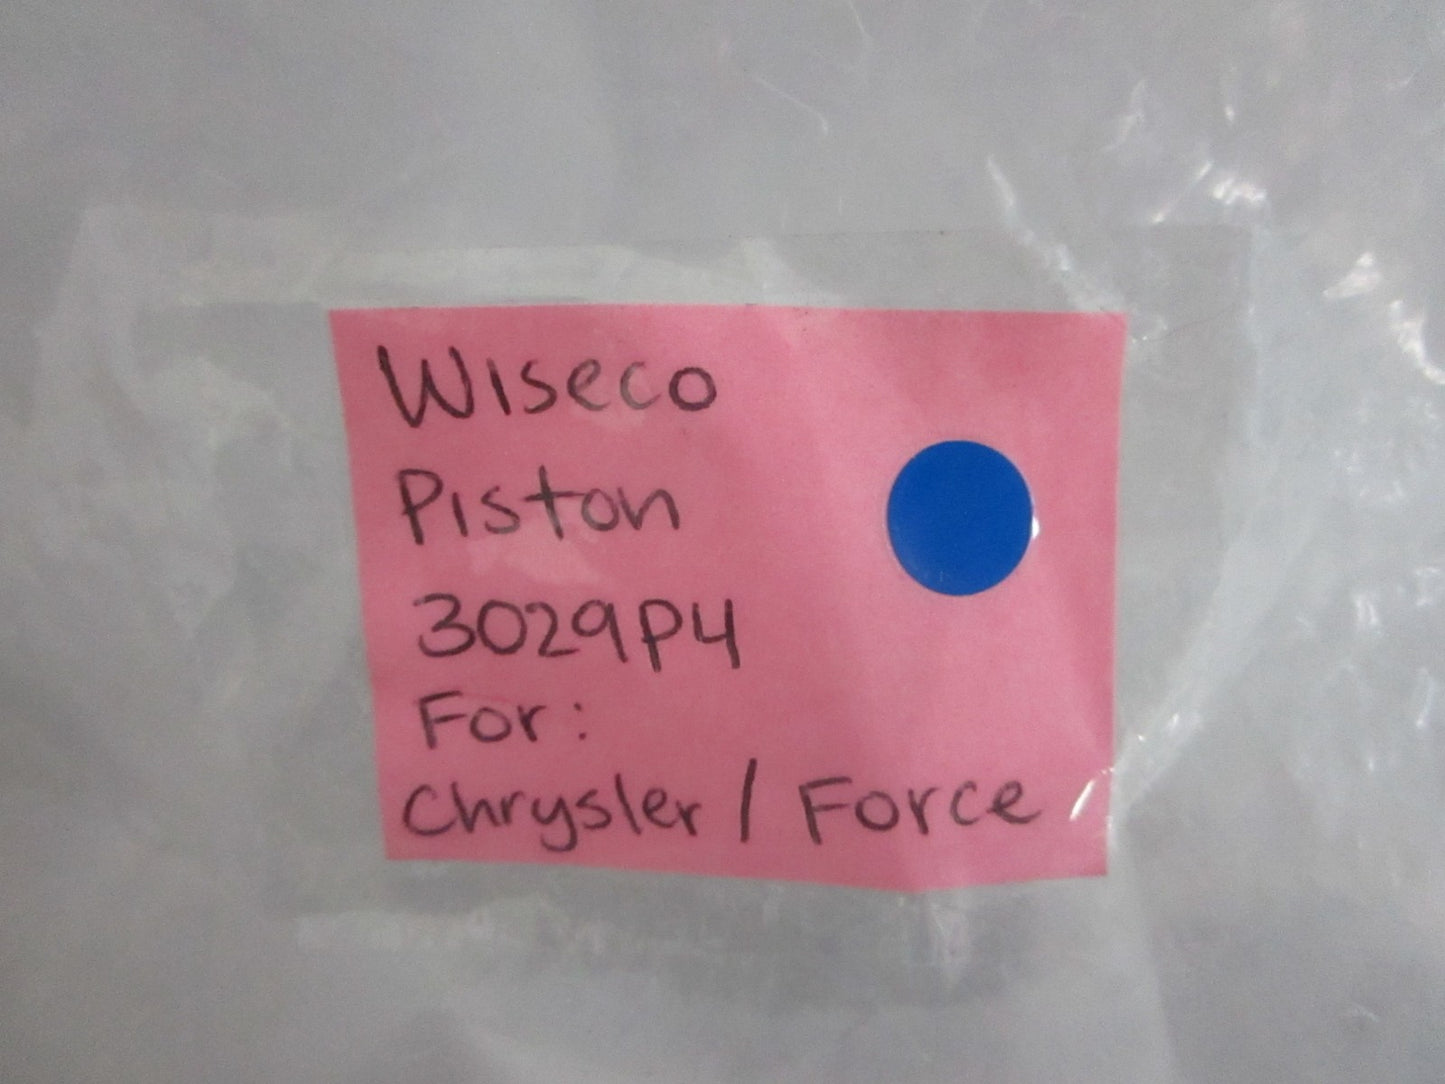 Wiseco
Piston
3029P4
For:
Chrysler / Force